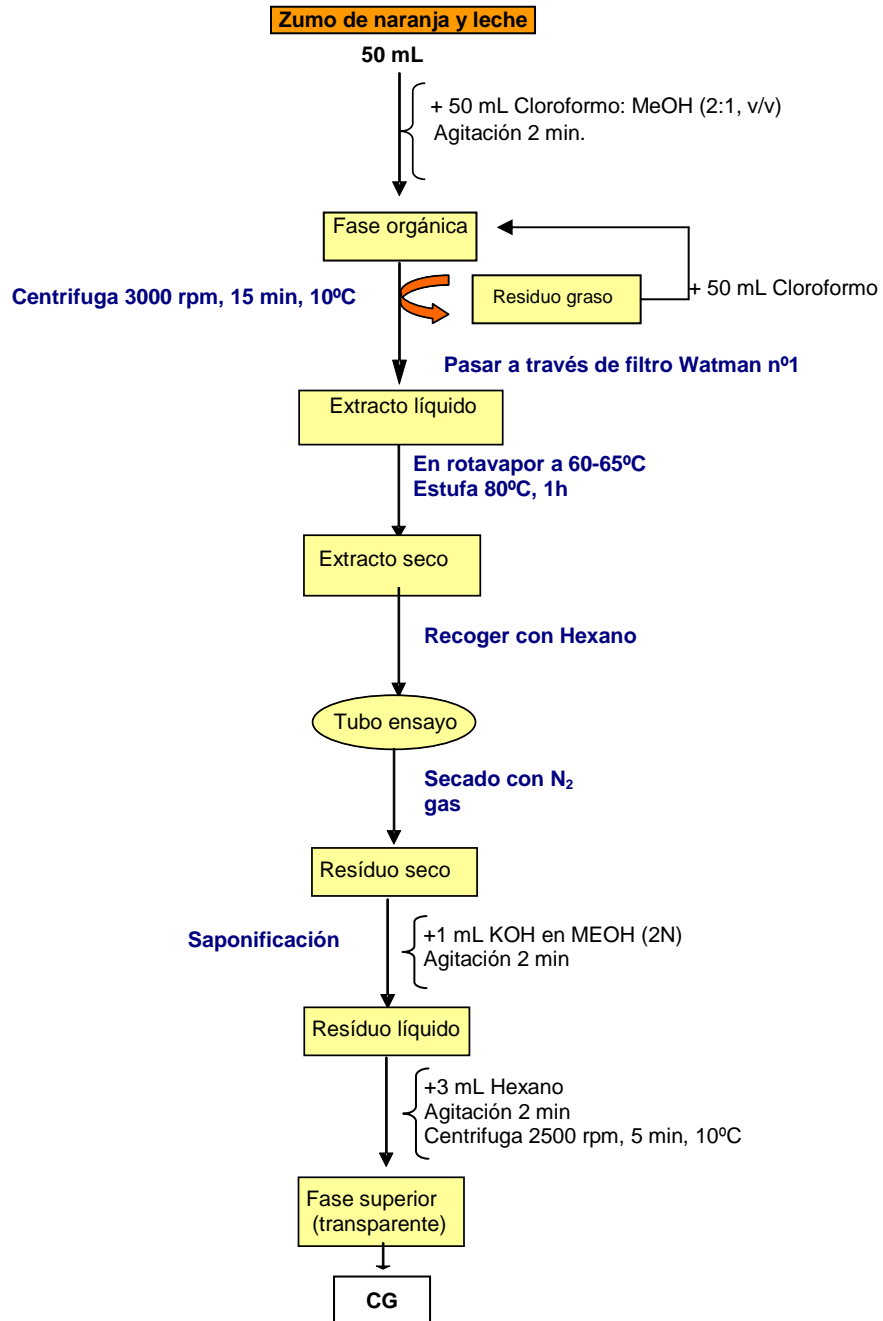 Zumo de naranja y leche
50 mL
+ 50 mL Cloroformo: MeOH (2:1, v/v)
Agitación 2 min.
Fase orgánica
Centrifuga 3000 rpm, 15 min, 10ºC
Residuo graso
+ 50 mL Cloroformo
Pasar a través de filtro Watman nº1
Extracto líquido
En rotavapor a 60-65ºC
Estufa 80ºC, 1h
Extracto seco
Recoger con Hexano
Tubo ensayo
Secado con N₂
gas
Resíduo seco
Saponificación
+1 mL KOH en MEOH (2N)
Agitación 2 min
Resíduo líquido
+3 mL Hexano
Agitación 2 min
Centrifuga 2500 rpm, 5 min, 10ºC
Fase superior
(transparente)
CG